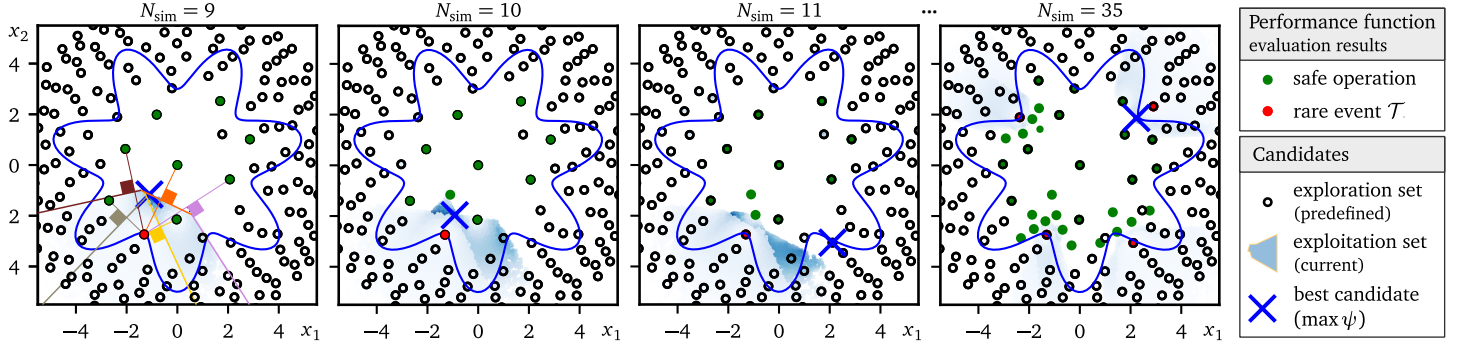 N_sim = 9
N_sim = 10
N_sim = 11
...
N_sim = 35
x_2
4
2
0
2
4
−4
−2
0
2
x_1
−4
−2
0
2
4
x_1
−4
−2
0
2
4
x_1
−4
−2
0
2
4
x_1
Performance function
evaluation results
safe operation
rare event 𝒯
Candidates
exploration set
(predefined)
exploitation set
(current)
best candidate
(max ψ)